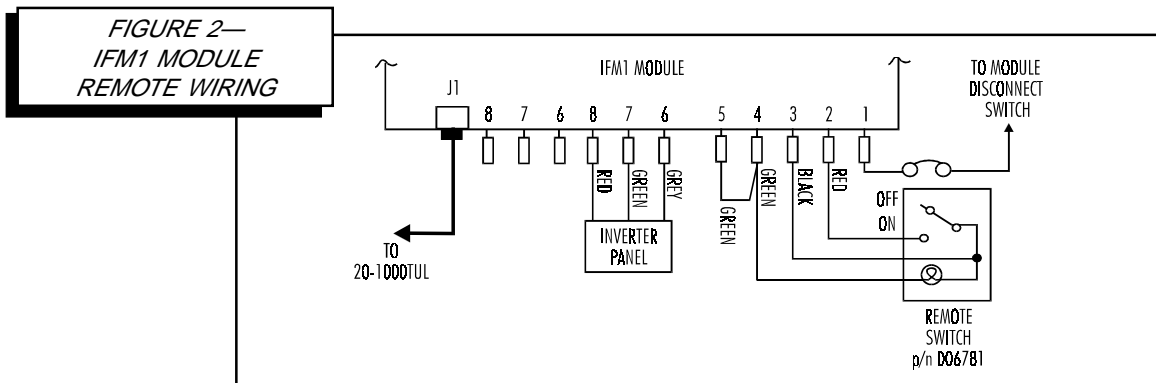 FIGURE 2—
IFM1 MODULE
REMOTE WIRING
IFM1 MODULE
TO MODULE
DISCONNECT
SWITCH
J1
8 7 6 8 7 6 5 4 3 2 1
RED
GREEN
GREY
GREEN
GREEN
BLACK
RED
OFF
ON
INVERTER
PANEL
TO
20-1000TUL
REMOTE
SWITCH
p/n D06781